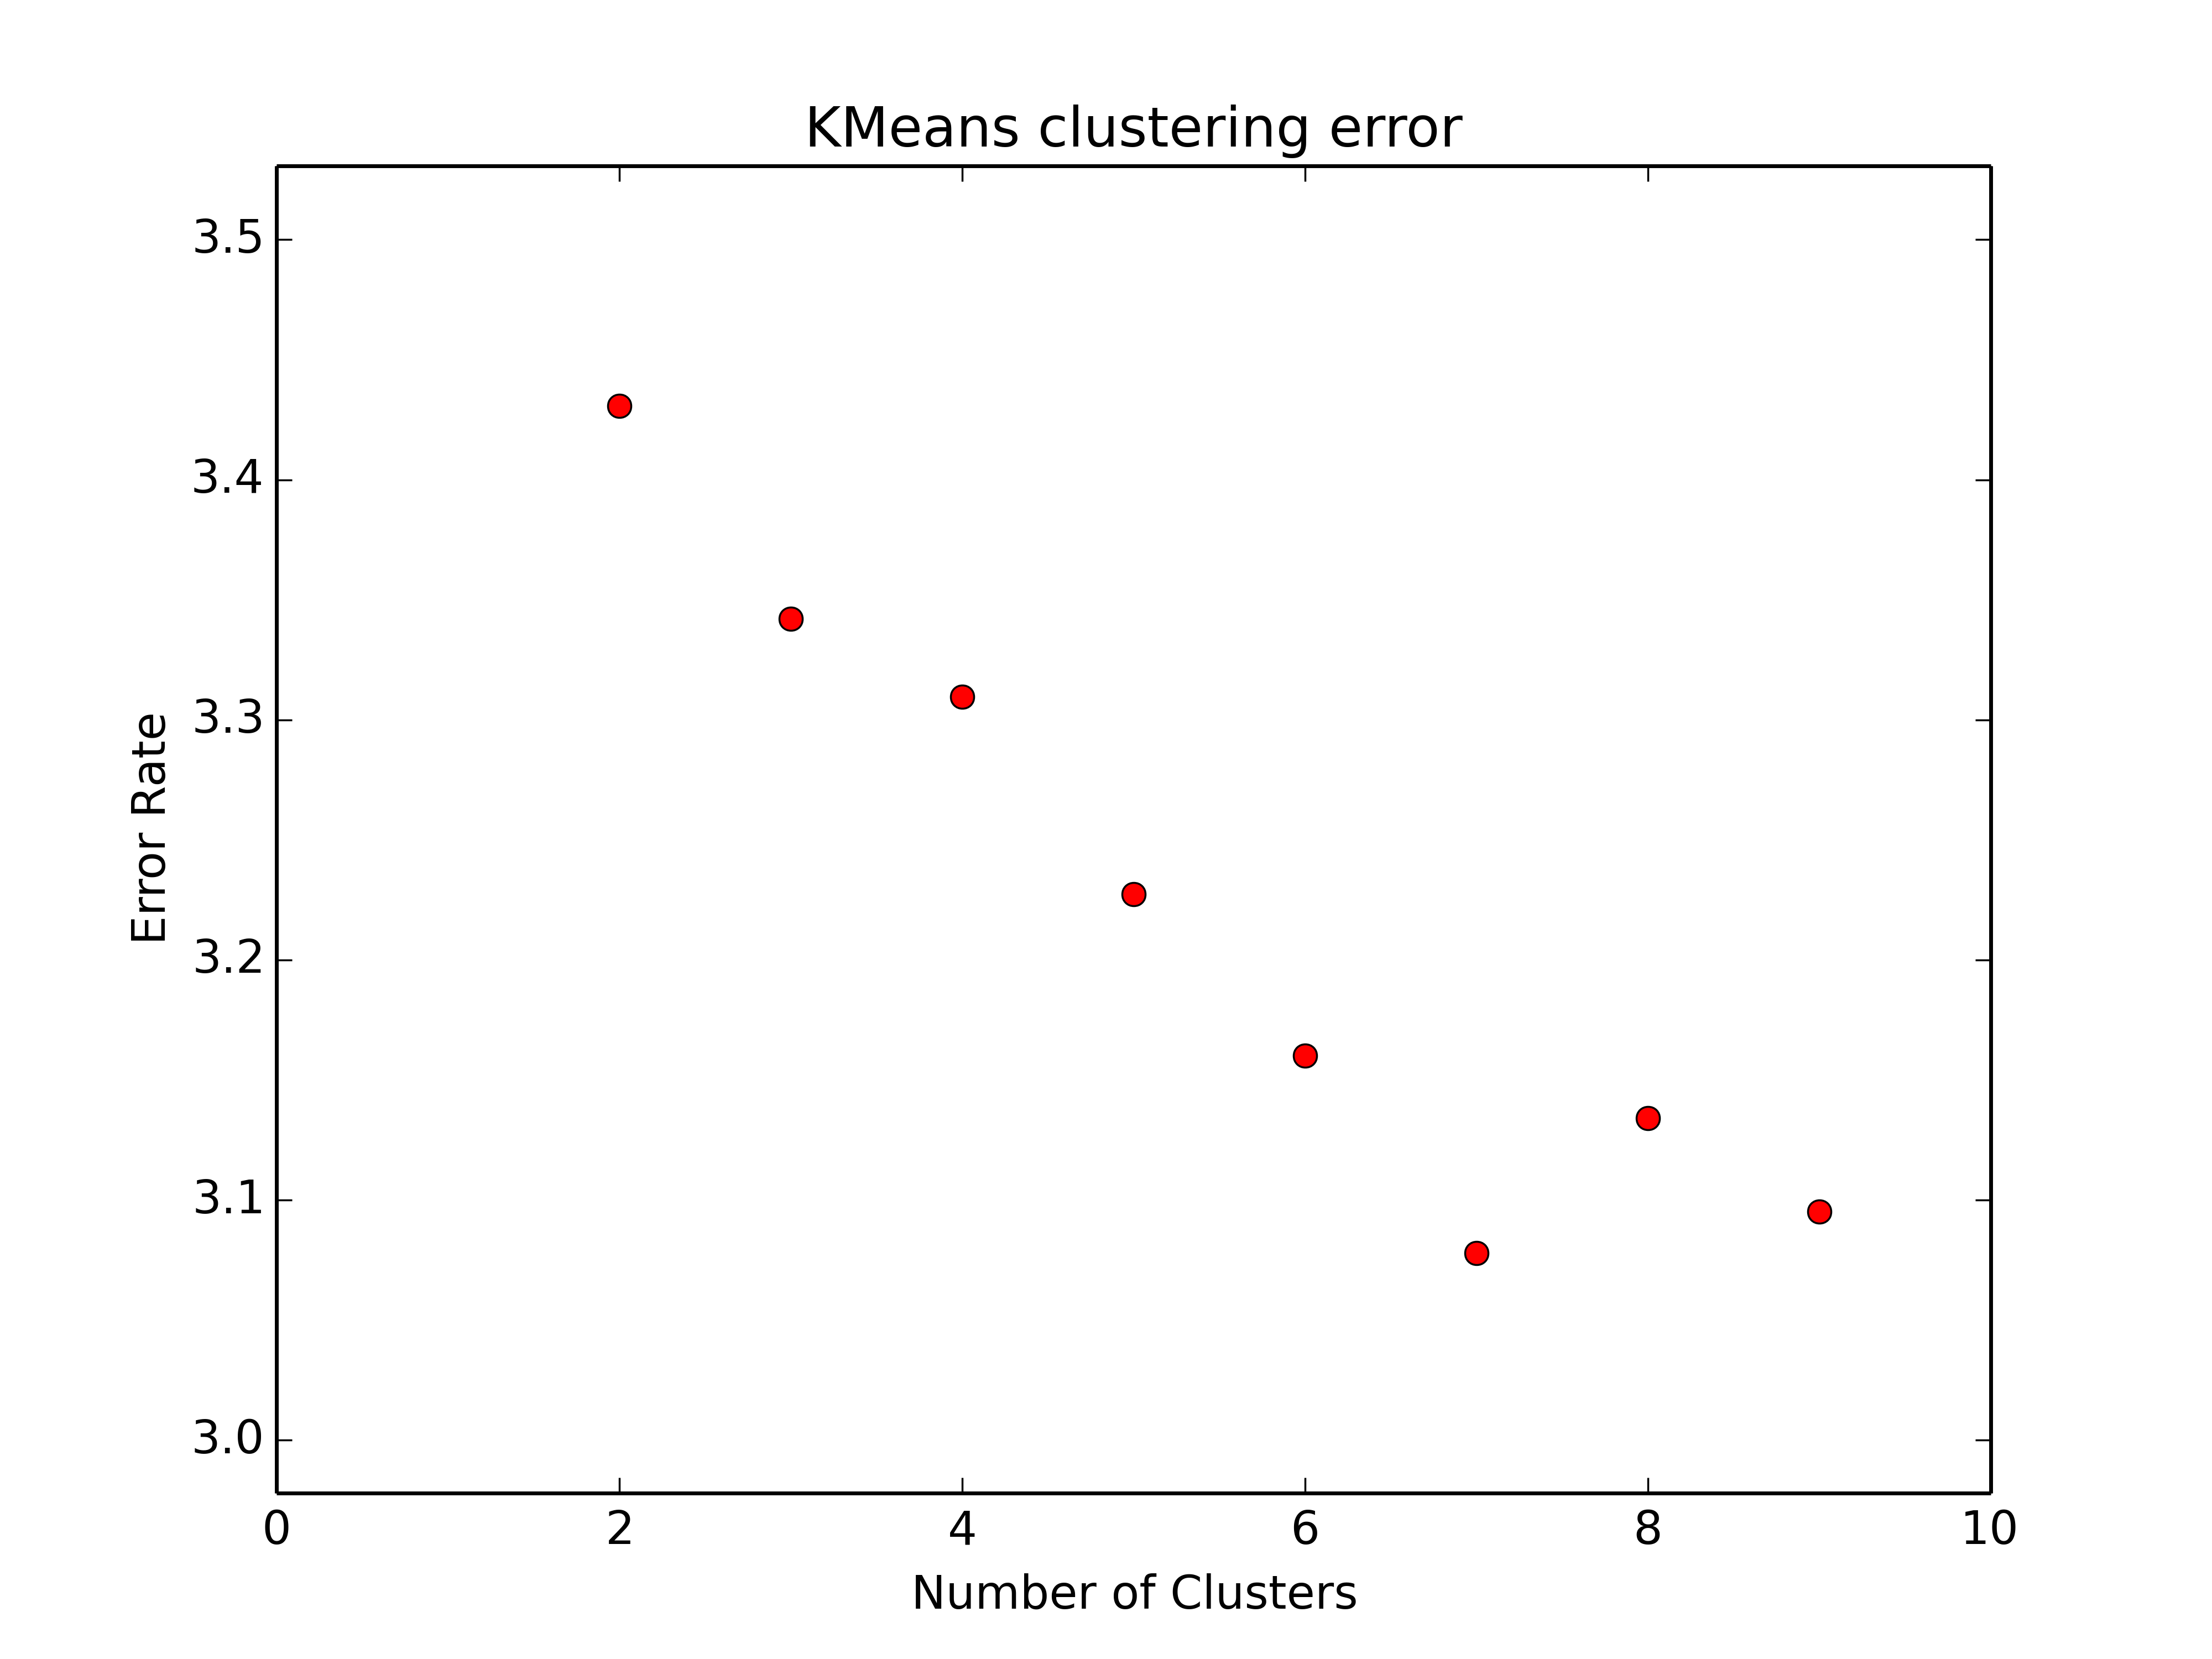 KMeans clustering error
3.5
3.4
3.3
3.2
3.1
3.0
Error Rate
0 2 4 6 8 10
Number of Clusters